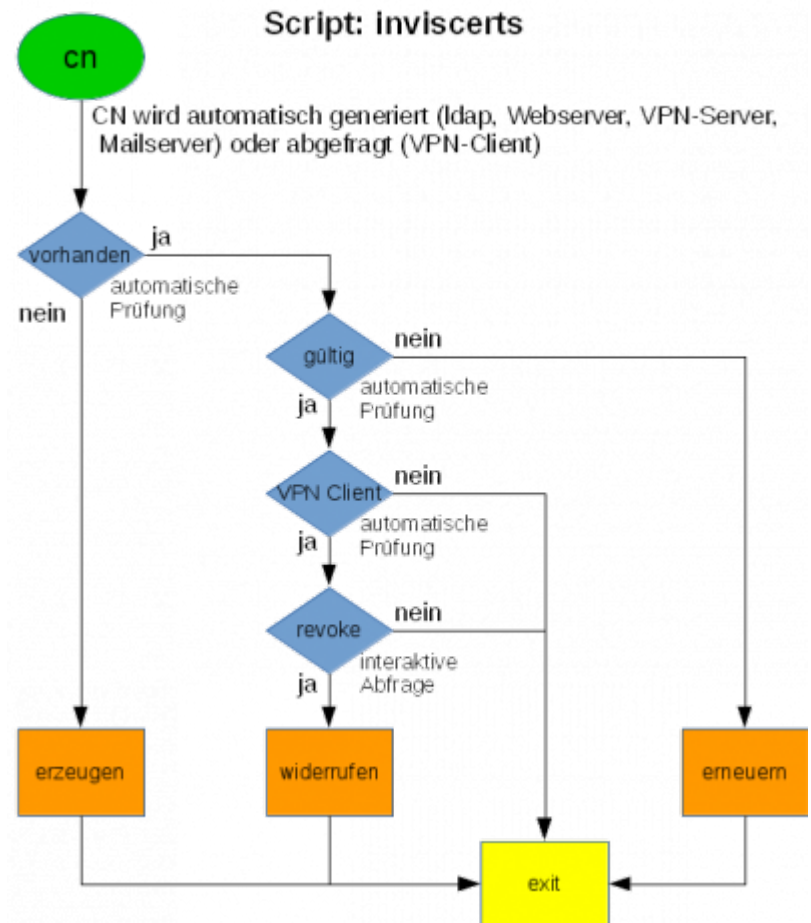 Script: inviscerts
cn
CN wird automatisch generiert (ldap, Webserver, VPN-Server,
Mailserver) oder abgefragt (VPN-Client)
vorhanden
ja
automatische
Prüfung
nein
gültig
nein
automatische
Prüfung
ja
VPN Client
nein
automatische
Prüfung
ja
revoke
nein
interaktive
Abfrage
ja
erzeugen
widerrufen
erneuern
exit